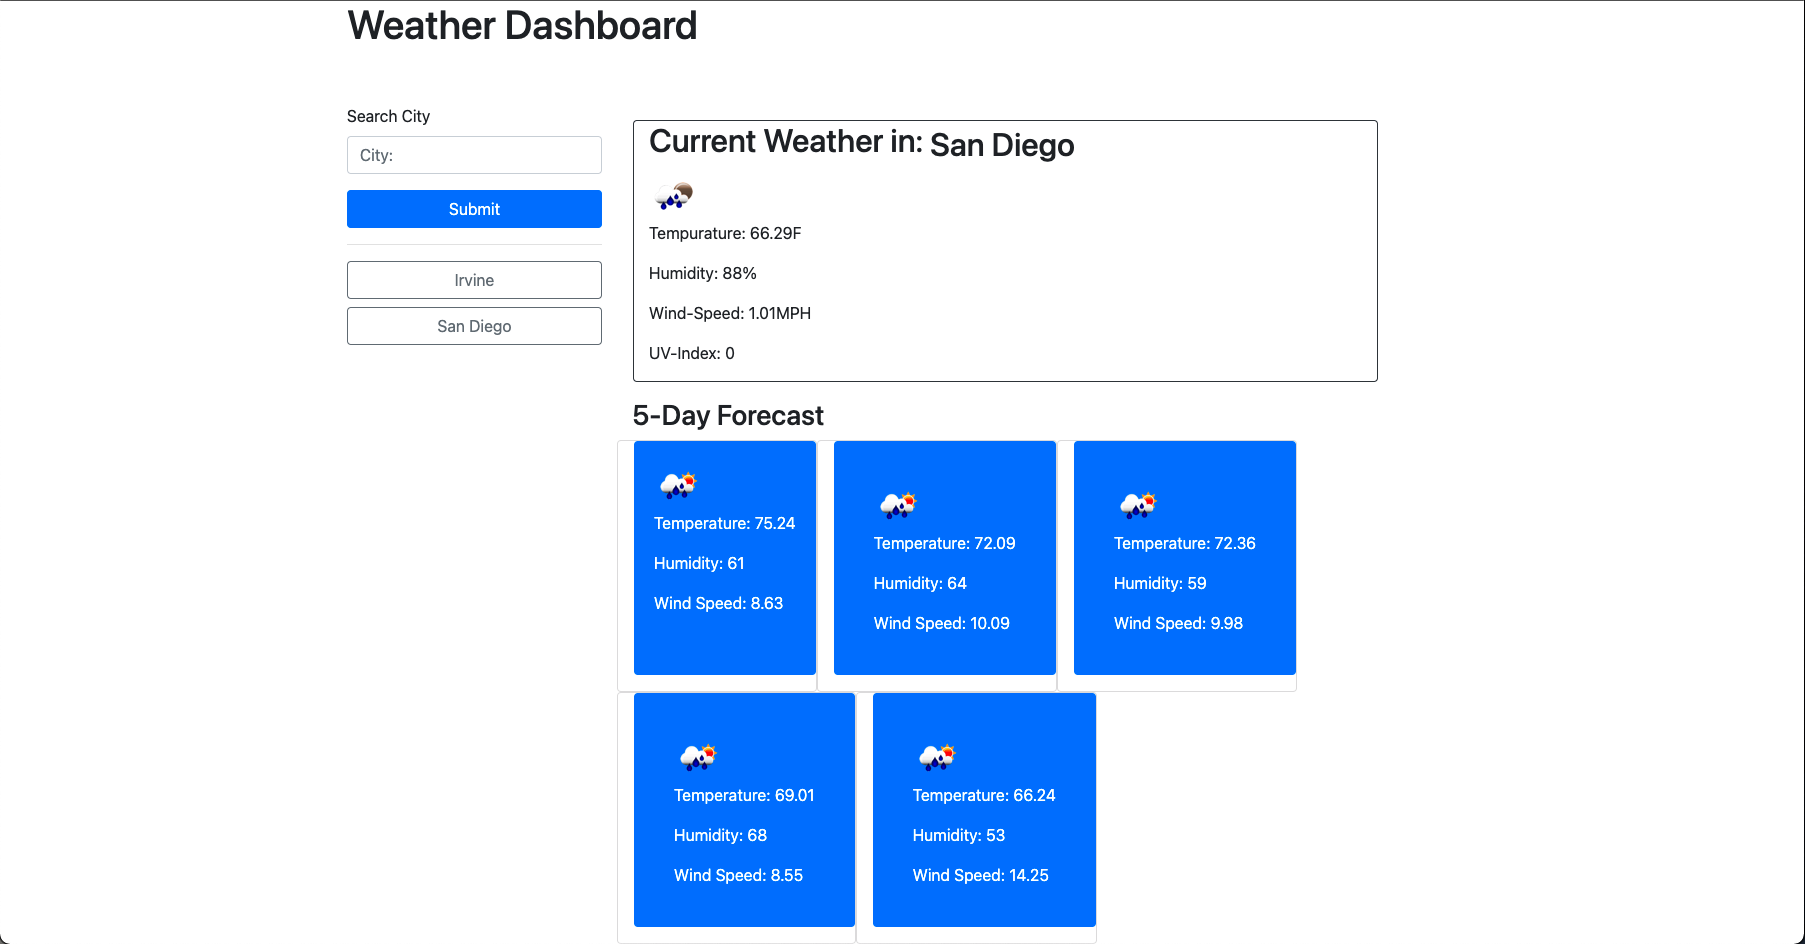 Weather Dashboard
Search City
City:
Submit
Irvine
San Diego
Current Weather in: San Diego
Tempurature: 66.29F
Humidity: 88%
Wind-Speed: 1.01MPH
UV-Index: 0
5-Day Forecast
Temperature: 75.24
Humidity: 61
Wind Speed: 8.63
Temperature: 72.09
Humidity: 64
Wind Speed: 10.09
Temperature: 72.36
Humidity: 59
Wind Speed: 9.98
Temperature: 69.01
Humidity: 68
Wind Speed: 8.55
Temperature: 66.24
Humidity: 53
Wind Speed: 14.25